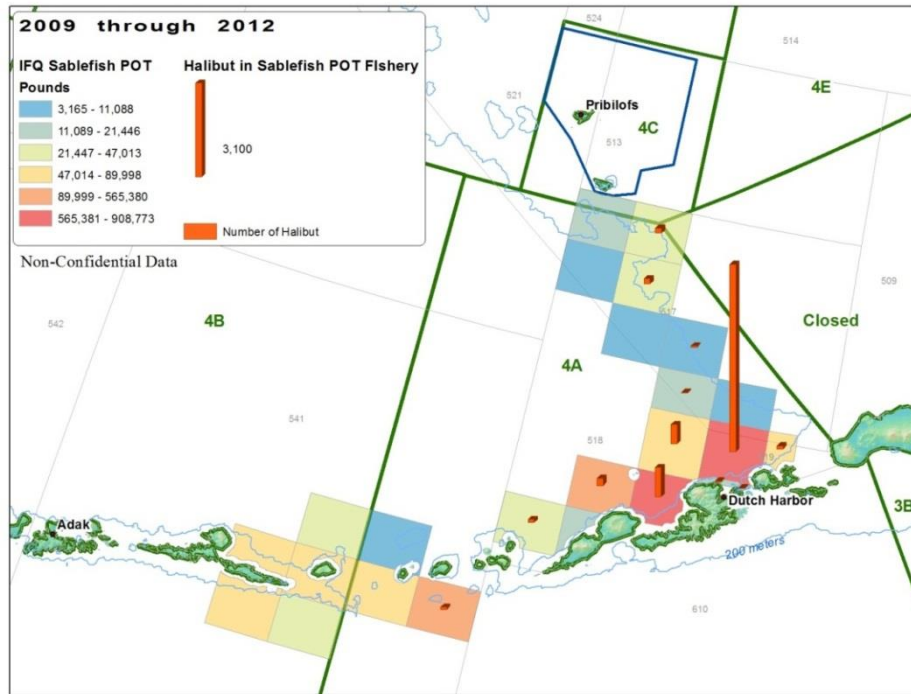 2009 through 2012
IFQ Sablefish POT
Pounds
3,165 - 11,088
11,089 - 21,446
21,447 - 47,013
47,014 - 89,998
89,999 - 565,380
565,381 - 908,773
Halibut in Sablefish POT FIshery
3,100
Number of Halibut
Non-Confidential Data
524
514
4E
521
Pribilofs
4C
513
509
542
4B
Closed
4A
541
518
Dutch Harbor
3B
Adak
200 meters
610